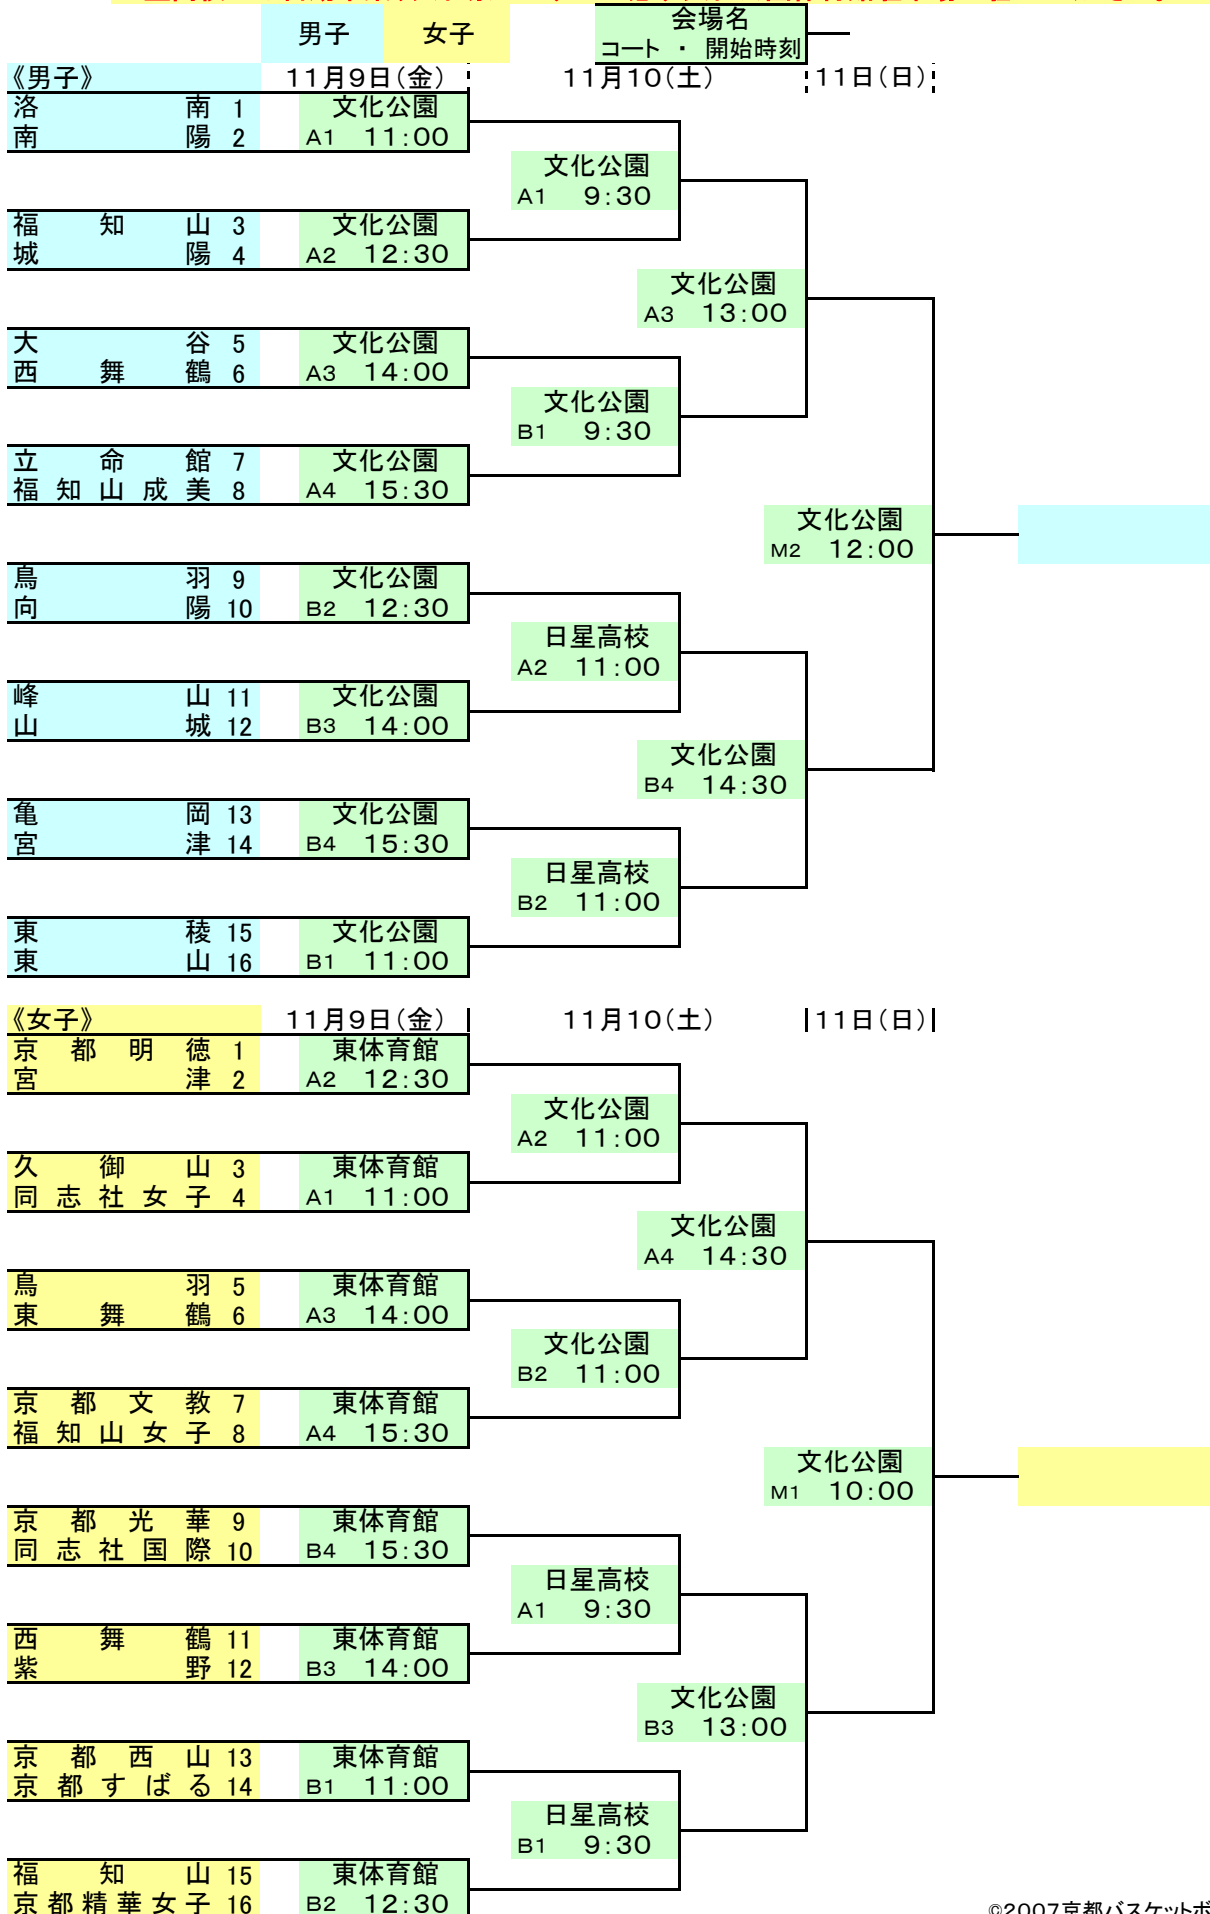 男子 女子 会場名
コート ・ 開始時刻
《男子》 11月9日(金) 11月10(土) 11日(日)
洛南 1 文化公園
南陽 2 A1 11:00
文化公園
A1 9:30
福知山 3 文化公園
城陽 4 A2 12:30
文化公園
A3 13:00
大谷 5 文化公園
西舞鶴 6 A3 14:00
文化公園
B1 9:30
立命館 7 文化公園
福知山成美 8 A4 15:30
文化公園
M2 12:00
鳥羽 9 文化公園
向陽 10 B2 12:30
日星高校
A2 11:00
峰山 11 文化公園
山城 12 B3 14:00
文化公園
B4 14:30
亀岡 13 文化公園
宮津 14 B4 15:30
日星高校
B2 11:00
東稜 15 文化公園
東山 16 B1 11:00
《女子》 11月9日(金) 11月10(土) 11日(日)
京都明徳 1 東体育館
宮津 2 A2 12:30
文化公園
A2 11:00
久御山 3 東体育館
同志社女子 4 A1 11:00
文化公園
A4 14:30
鳥羽 5 東体育館
東舞鶴 6 A3 14:00
文化公園
B2 11:00
京都文教 7 東体育館
福知山女子 8 A4 15:30
文化公園
M1 10:00
京都光華 9 東体育館
同志社国際 10 B4 15:30
日星高校
A1 9:30
西舞鶴 11 東体育館
紫野 12 B3 14:00
文化公園
B3 13:00
京都西山 13 東体育館
京都すばる 14 B1 11:00
日星高校
B1 9:30
福知山 15 東体育館
京都精華女子 16 B2 12:30
©2007京都バスケットボ